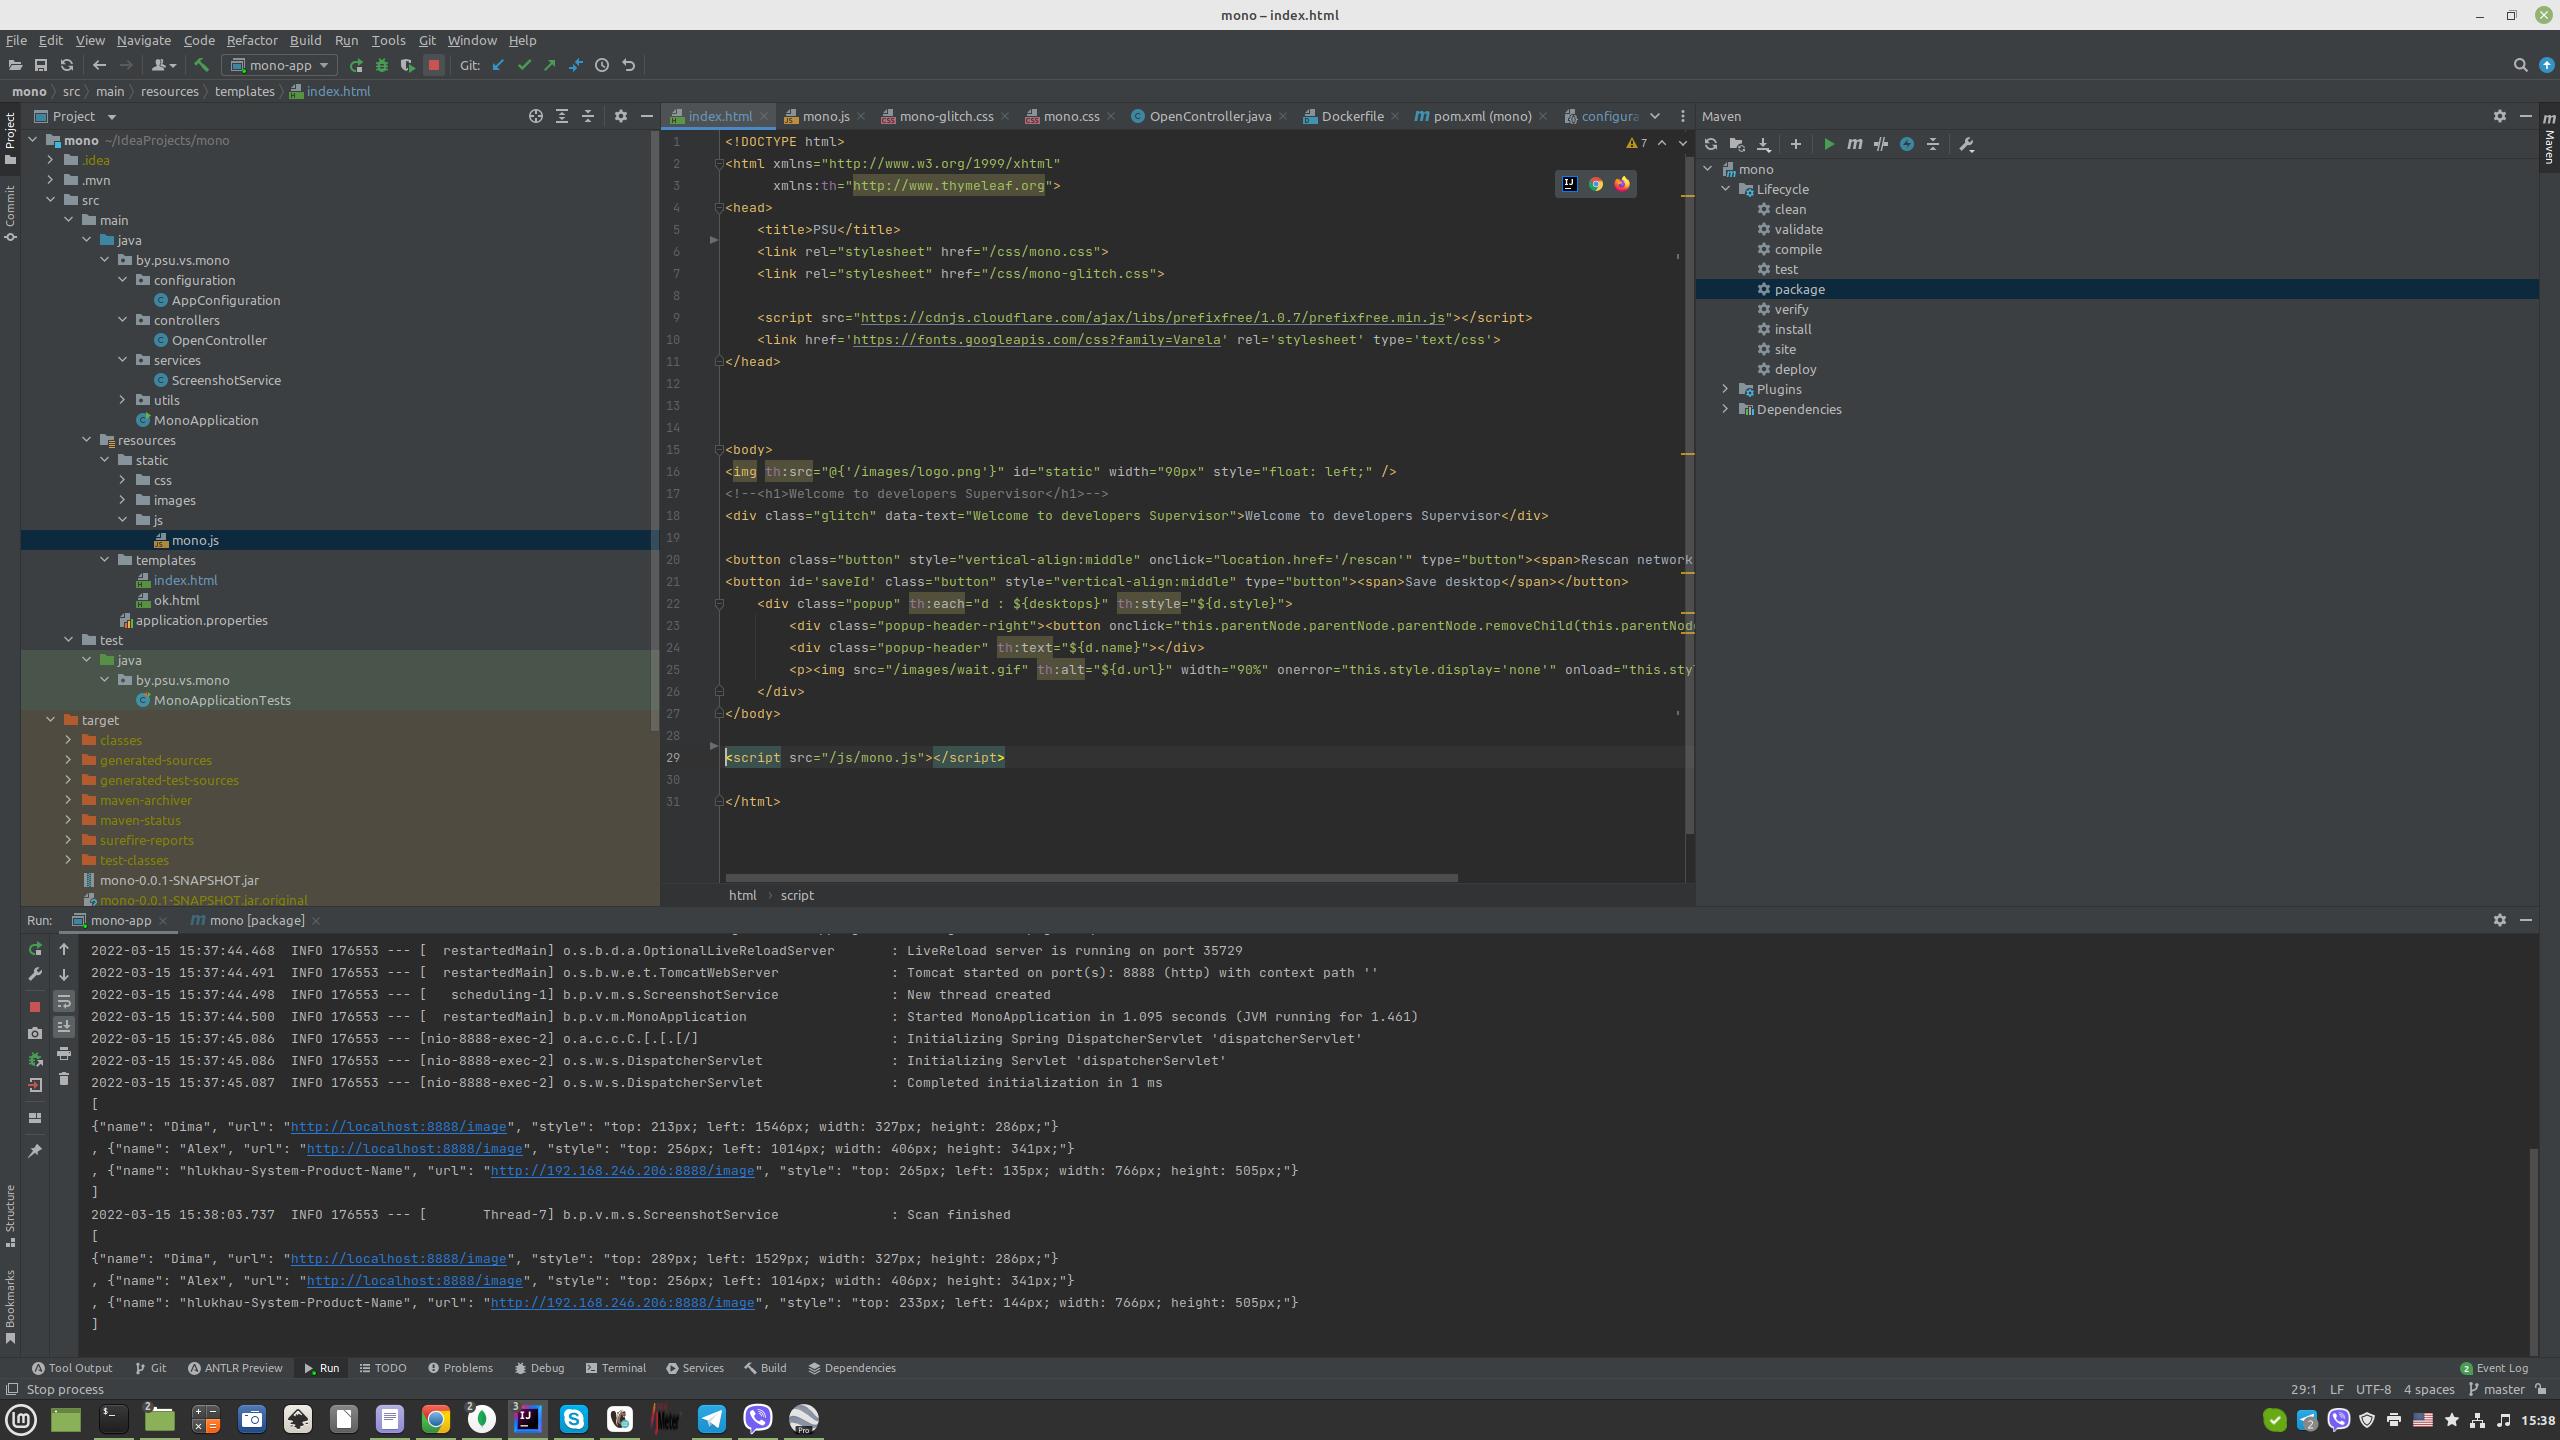 mono – index.html
File Edit View Navigate Code Refactor Build Run Tools Git Window Help
mono-app Git:
mono src main resources templates index.html
Project
index.html mono.js mono-glitch.css mono.css OpenController.java Dockerfile pom.xml (mono) configura
Maven
Project
Commit
Structure
Bookmarks
Maven
mono ~/IdeaProjects/mono
.idea
.mvn
src
main
java
by.psu.vs.mono
configuration
AppConfiguration
controllers
OpenController
services
ScreenshotService
utils
MonoApplication
resources
static
css
images
js
mono.js
templates
index.html
ok.html
application.properties
test
java
by.psu.vs.mono
MonoApplicationTests
target
classes
generated-sources
generated-test-sources
maven-archiver
maven-status
surefire-reports
test-classes
mono-0.0.1-SNAPSHOT.jar
mono-0.0.1-SNAPSHOT.jar.original
7
1 <!DOCTYPE html>
2 <html xmlns="http://www.w3.org/1999/xhtml"
3 xmlns:th="http://www.thymeleaf.org">
4 <head>
5 <title>PSU</title>
6 <link rel="stylesheet" href="/css/mono.css">
7 <link rel="stylesheet" href="/css/mono-glitch.css">
8
9 <script src="https://cdnjs.cloudflare.com/ajax/libs/prefixfree/1.0.7/prefixfree.min.js"></script>
10 <link href='https://fonts.googleapis.com/css?family=Varela' rel='stylesheet' type='text/css'>
11 </head>
12
13
14
15 <body>
16 <img th:src="@{'/images/logo.png'}" id="static" width="90px" style="float: left;" />
17 <!--<h1>Welcome to developers Supervisor</h1>-->
18 <div class="glitch" data-text="Welcome to developers Supervisor">Welcome to developers Supervisor</div>
19
20 <button class="button" style="vertical-align:middle" onclick="location.href='/rescan'" type="button"><span>Rescan network
21 <button id='saveId' class="button" style="vertical-align:middle" type="button"><span>Save desktop</span></button>
22 <div class="popup" th:each="d : ${desktops}" th:style="${d.style}">
23 <div class="popup-header-right"><button onclick="this.parentNode.parentNode.parentNode.removeChild(this.parentNod
24 <div class="popup-header" th:text="${d.name}"></div>
25 <p><img src="/images/wait.gif" th:alt="${d.url}" width="90%" onerror="this.style.display='none'" onload="this.sty
26 </div>
27 </body>
28
29 <script src="/js/mono.js"></script>
30
31 </html>
html script
mono
Lifecycle
clean
validate
compile
test
package
verify
install
site
deploy
Plugins
Dependencies
Run: mono-app mono [package]
2022-03-15 15:37:44.468 INFO 176553 --- [ restartedMain] o.s.b.d.a.OptionalLiveReloadServer : LiveReload server is running on port 35729
2022-03-15 15:37:44.491 INFO 176553 --- [ restartedMain] o.s.b.w.e.t.TomcatWebServer : Tomcat started on port(s): 8888 (http) with context path ''
2022-03-15 15:37:44.498 INFO 176553 --- [ scheduling-1] b.p.v.m.s.ScreenshotService : New thread created
2022-03-15 15:37:44.500 INFO 176553 --- [ restartedMain] b.p.v.m.MonoApplication : Started MonoApplication in 1.095 seconds (JVM running for 1.461)
2022-03-15 15:37:45.086 INFO 176553 --- [nio-8888-exec-2] o.a.c.c.C.[.[.[/] : Initializing Spring DispatcherServlet 'dispatcherServlet'
2022-03-15 15:37:45.086 INFO 176553 --- [nio-8888-exec-2] o.s.w.s.DispatcherServlet : Initializing Servlet 'dispatcherServlet'
2022-03-15 15:37:45.087 INFO 176553 --- [nio-8888-exec-2] o.s.w.s.DispatcherServlet : Completed initialization in 1 ms
[
{"name": "Dima", "url": "http://localhost:8888/image", "style": "top: 213px; left: 1546px; width: 327px; height: 286px;"}
, {"name": "Alex", "url": "http://localhost:8888/image", "style": "top: 256px; left: 1014px; width: 406px; height: 341px;"}
, {"name": "hlukhau-System-Product-Name", "url": "http://192.168.246.206:8888/image", "style": "top: 265px; left: 135px; width: 766px; height: 505px;"}
]
2022-03-15 15:38:03.737 INFO 176553 --- [ Thread-7] b.p.v.m.s.ScreenshotService : Scan finished
[
{"name": "Dima", "url": "http://localhost:8888/image", "style": "top: 289px; left: 1529px; width: 327px; height: 286px;"}
, {"name": "Alex", "url": "http://localhost:8888/image", "style": "top: 256px; left: 1014px; width: 406px; height: 341px;"}
, {"name": "hlukhau-System-Product-Name", "url": "http://192.168.246.206:8888/image", "style": "top: 233px; left: 144px; width: 766px; height: 505px;"}
]
Tool Output Git ANTLR Preview Run TODO Problems Debug Terminal Services Build Dependencies 2 Event Log
Stop process 29:1 LF UTF-8 4 spaces master
2 2 3 IJ Meter Pro 2 15:38